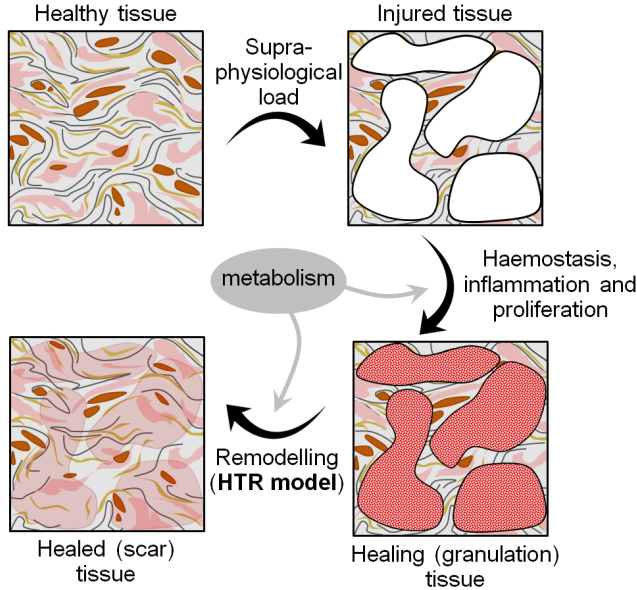 Healthy tissue
Injured tissue
Supra-
physiological
load
metabolism
Haemostasis,
inflammation and
proliferation
Remodelling
(HTR model)
Healed (scar)
tissue
Healing (granulation)
tissue